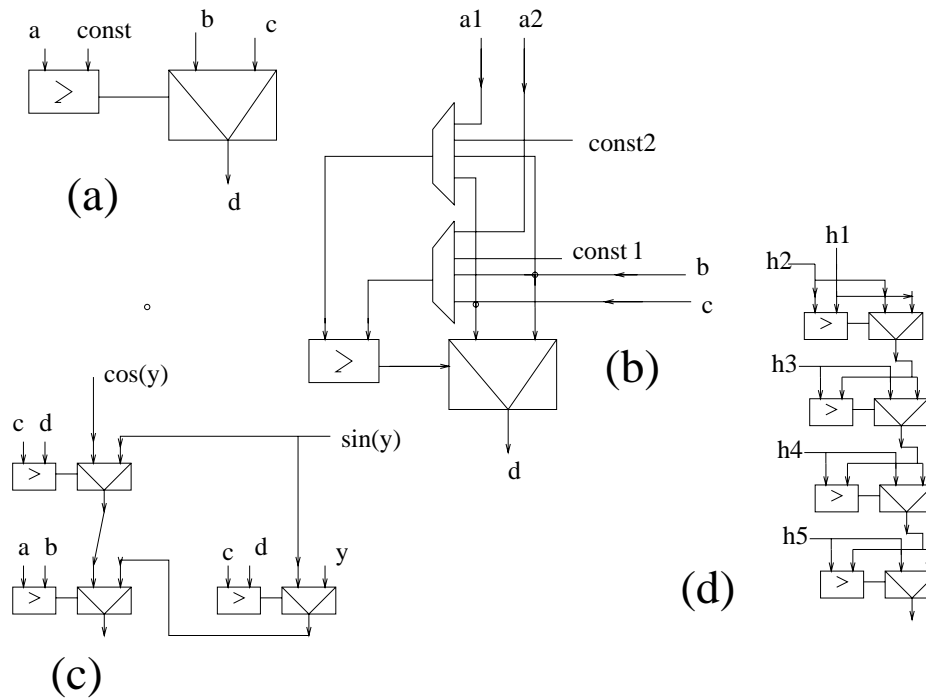 a const
b
c
>
d
(a)
a1 a2
const2
const 1
b
c
>
d
(b)
cos(y)
sin(y)
c d
>
a b
>
c d
y
>
(c)
h1
h2
>
h3
>
h4
>
h5
>
(d)